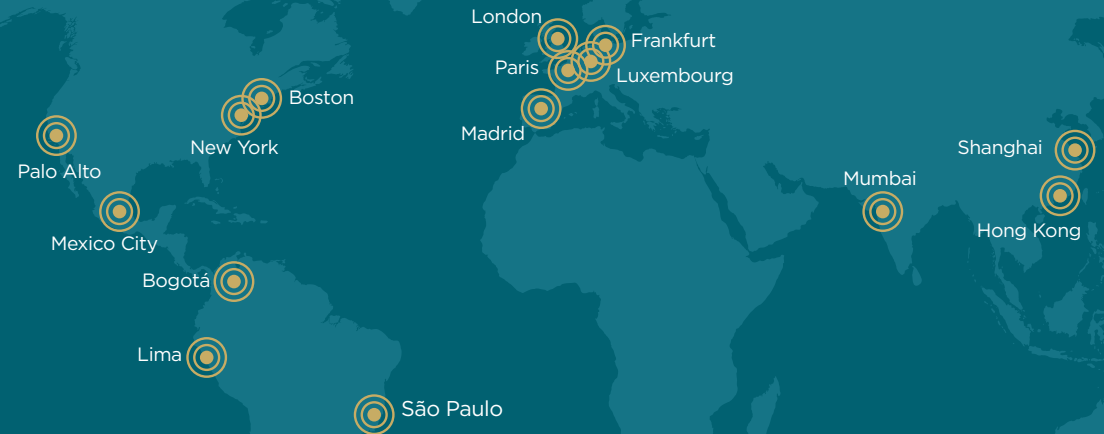 London
Frankfurt
Paris
Luxembourg
Boston
Madrid
New York
Shanghai
Palo Alto
Mumbai
Hong Kong
Mexico City
Bogotá
Lima
São Paulo